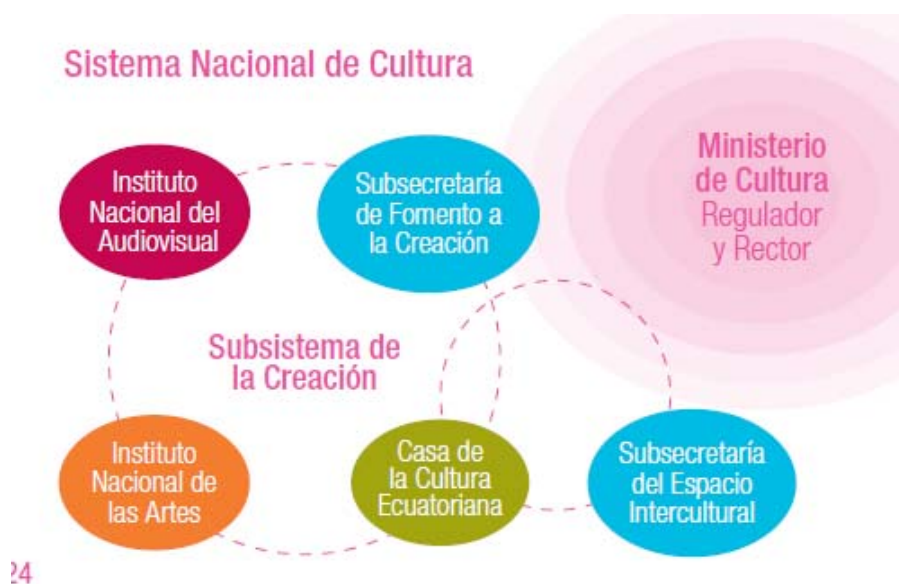 Sistema Nacional de Cultura
Ministerio
de Cultura
Regulador
y Rector
Instituto
Nacional del
Audiovisual
Subsecretaría
de Fomento a
la Creación
Subsistema de
la Creación
Instituto
Nacional de
las Artes
Casa de
la Cultura
Ecuatoriana
Subsecretaría
del Espacio
Intercultural
24